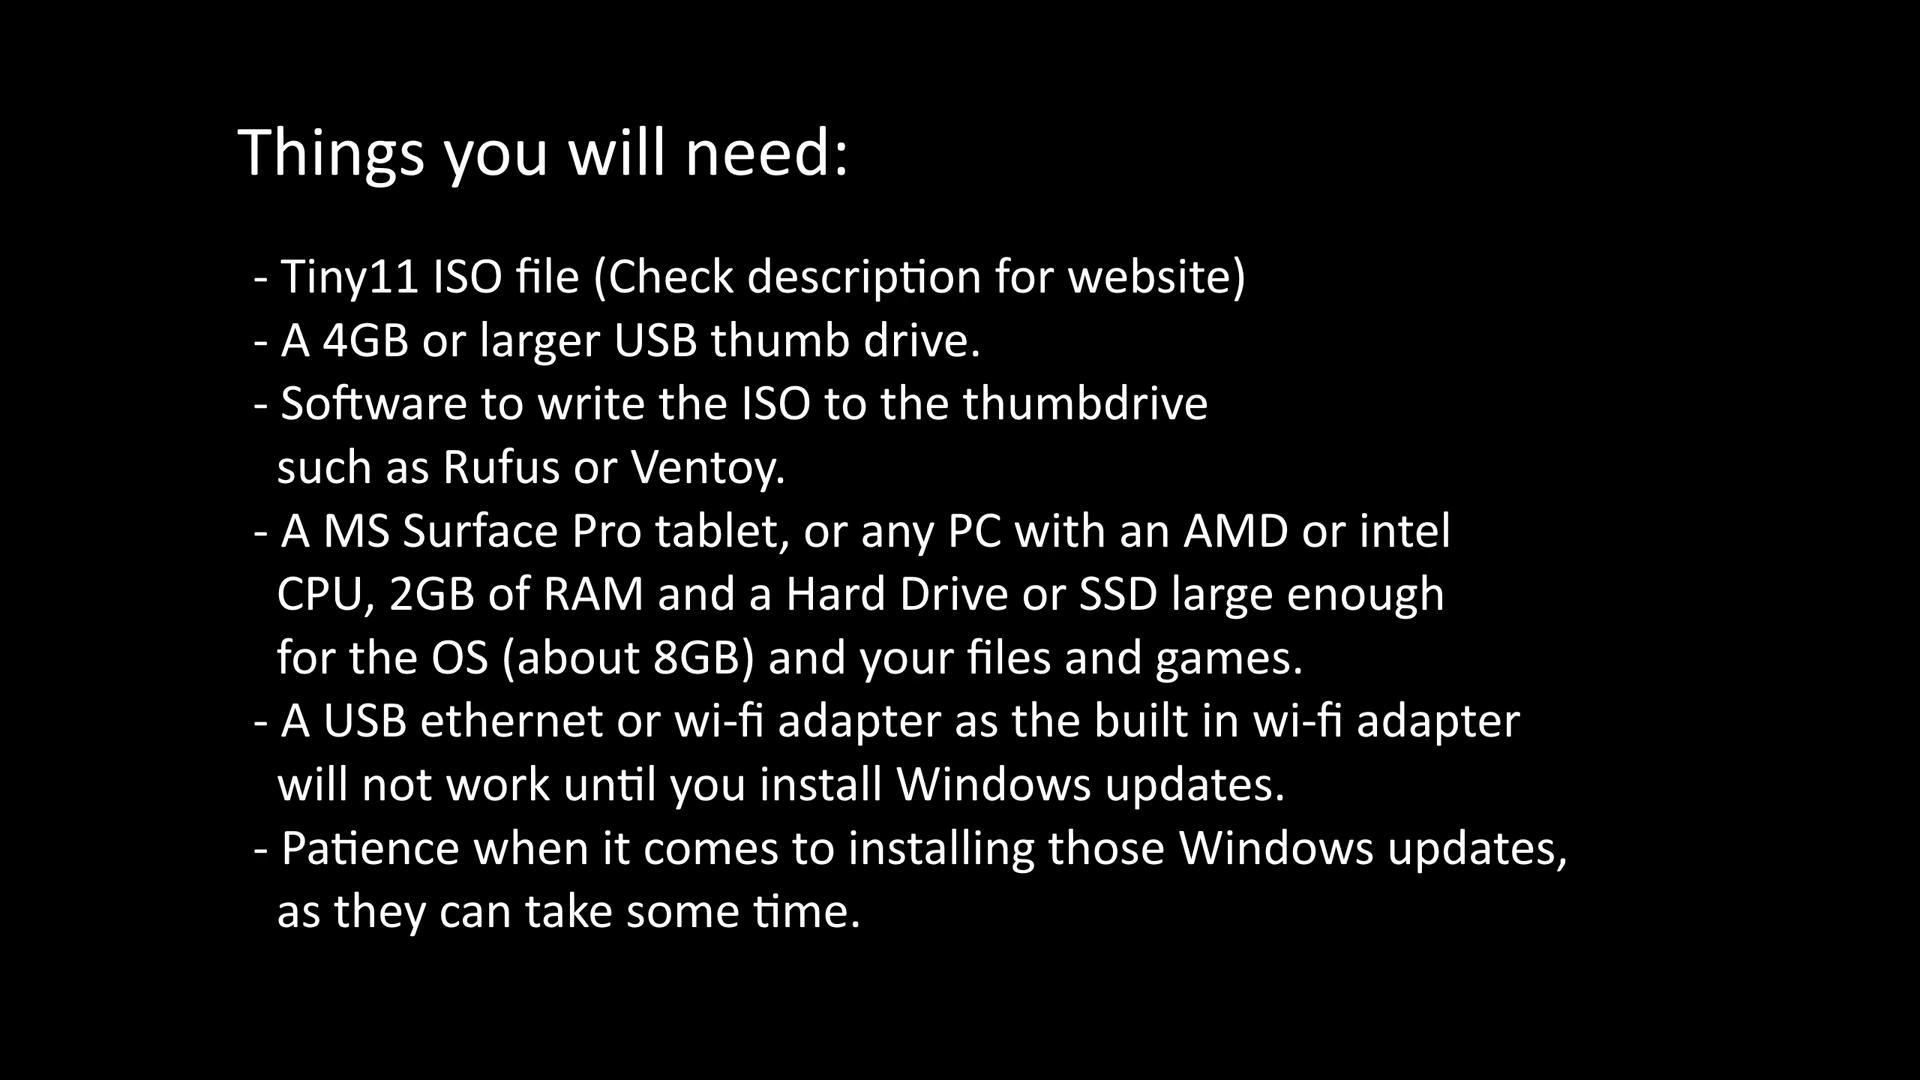 Things you will need:
- Tiny11 ISO file (Check description for website)
- A 4GB or larger USB thumb drive.
- Software to write the ISO to the thumbdrive
such as Rufus or Ventoy.
- A MS Surface Pro tablet, or any PC with an AMD or intel
CPU, 2GB of RAM and a Hard Drive or SSD large enough
for the OS (about 8GB) and your files and games.
- A USB ethernet or wi-fi adapter as the built in wi-fi adapter
will not work until you install Windows updates.
- Patience when it comes to installing those Windows updates,
as they can take some time.